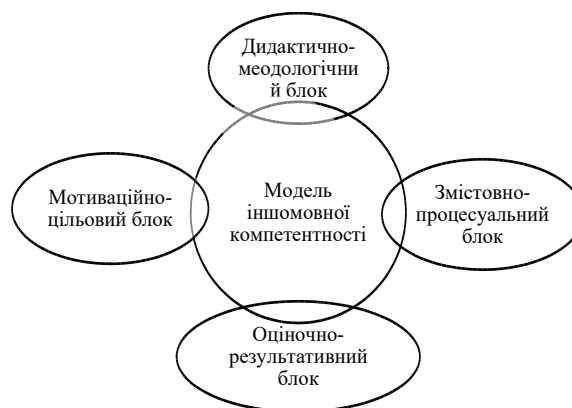 Дидактично-
меодологічни
й блок
Мотиваційно-
цільовий блок
Модель
іншомовної
компетентності
Змістовно-
процесуальний
блок
Оціночно-
результативний
блок